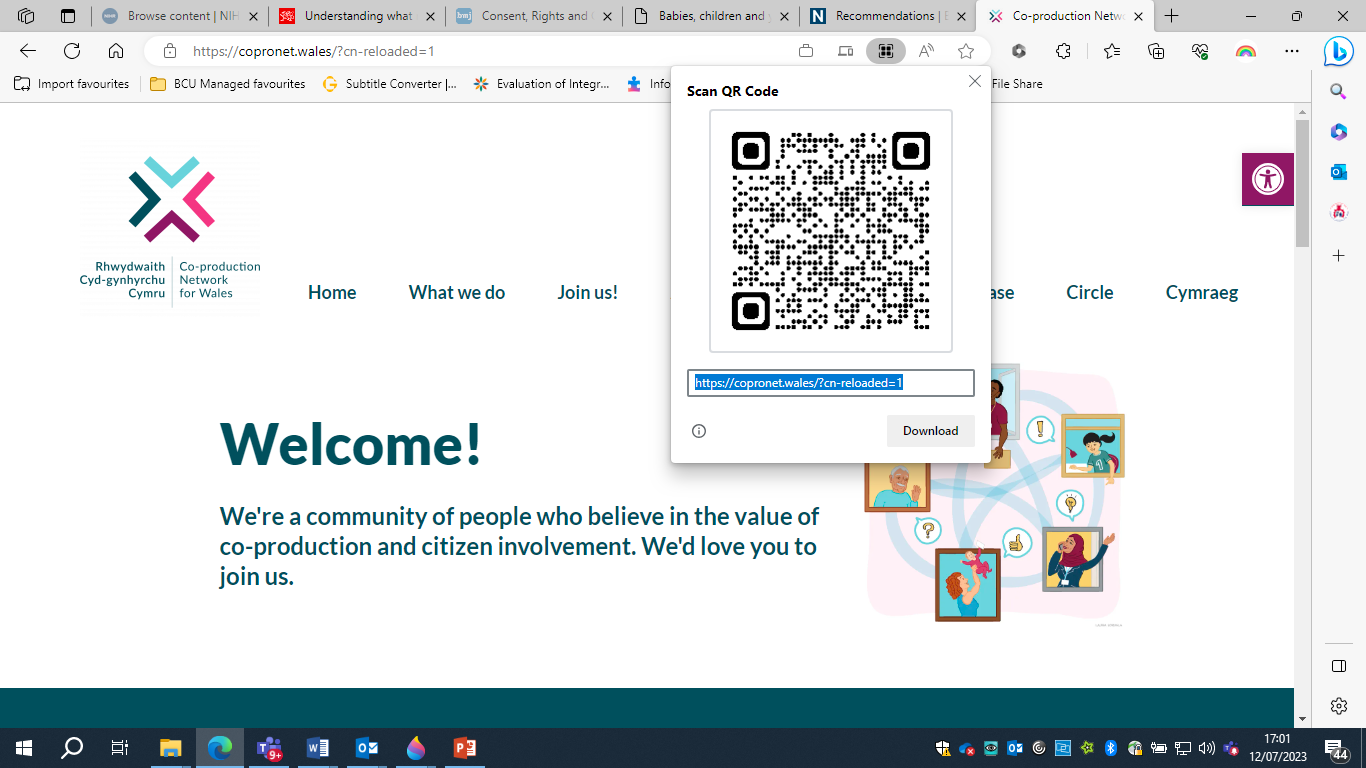 Browse content | NIH
Understanding what
Consent, Rights and
Babies, children and y
Recommendations | E
Co-production Netwo
https://copronet.wales/?cn-reloaded=1
Import favourites
BCU Managed favourites
Subtitle Converter |...
Evaluation of Integr...
Info
File Share
Scan QR Code
https://copronet.wales/?cn-reloaded=1
Download
Rhwydwaith
Cyd-gynhyrchu
Cymru
Co-production
Network
for Wales
Home
What we do
Join us!
ase
Circle
Cymraeg
Welcome!
We're a community of people who believe in the value of
co-production and citizen involvement. We'd love you to
join us.
9+
17:01
12/07/2023
44